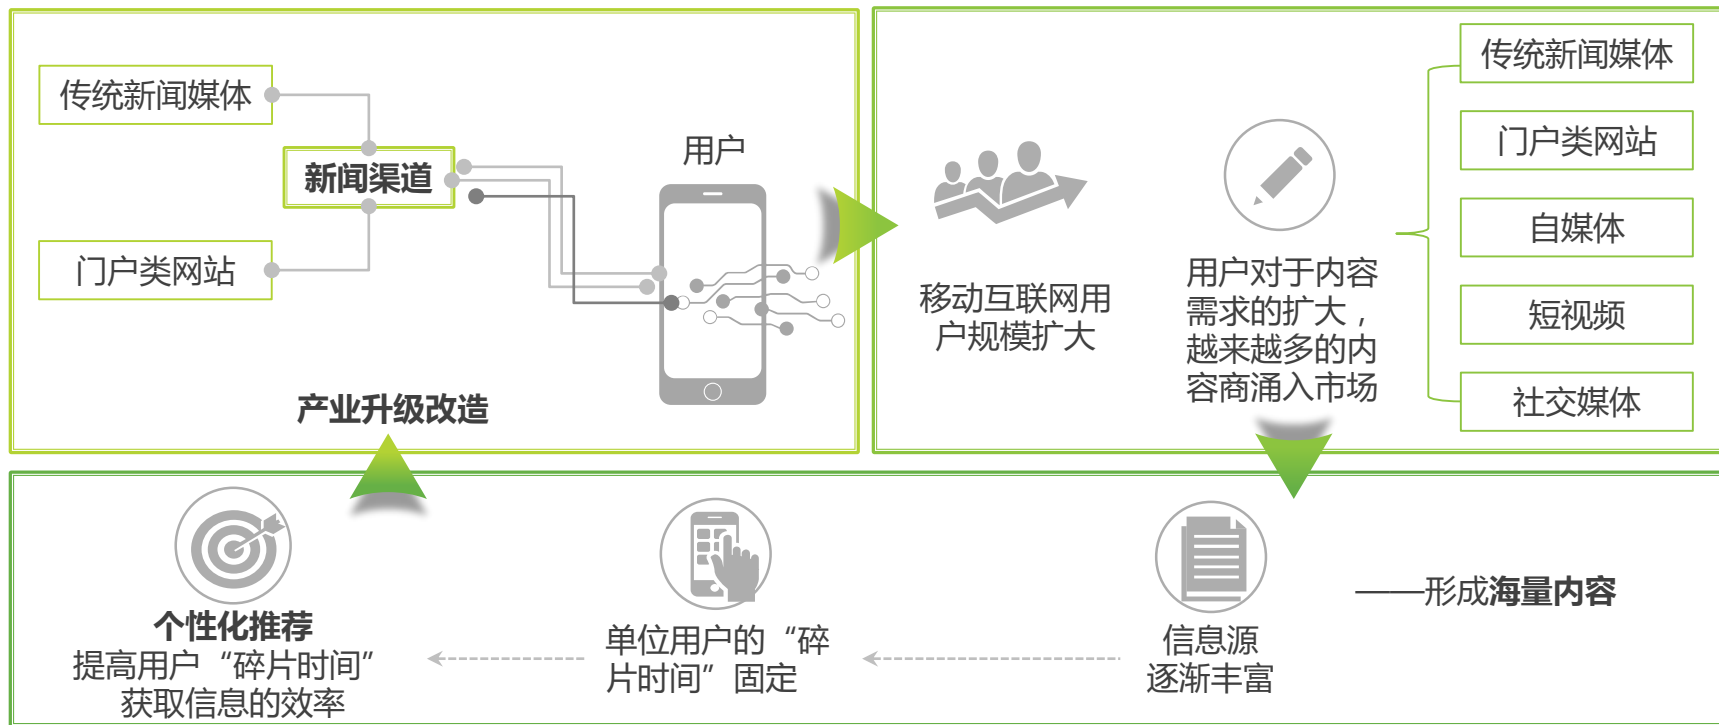 传统新闻媒体
新闻渠道
门户类网站
用户
产业升级改造
移动互联网用
户规模扩大
用户对于内容
需求的扩大，
越来越多的内
容商涌入市场
传统新闻媒体
门户类网站
自媒体
短视频
社交媒体
个性化推荐
提高用户“碎片时间”
获取信息的效率
单位用户的“碎
片时间”固定
信息源
逐渐丰富
——形成海量内容